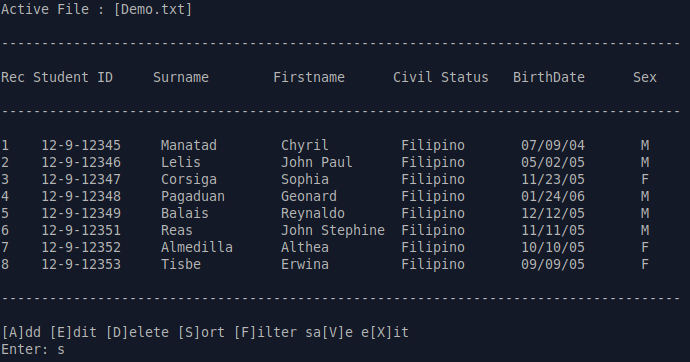 Active File : [Demo.txt]
-------------------------------------------------------------------------------------
Rec Student ID     Surname        Firstname      Civil Status   BirthDate      Sex
-------------------------------------------------------------------------------------
1    12-9-12345     Manatad        Chyril         Filipino       07/09/04       M
2    12-9-12346     Lelis          John Paul      Filipino       05/02/05       M
3    12-9-12347     Corsiga        Sophia         Filipino       11/23/05       F
4    12-9-12348     Pagaduan       Geonard        Filipino       01/24/06       M
5    12-9-12349     Balais         Reynaldo       Filipino       12/12/05       M
6    12-9-12351     Reas           John Stephine  Filipino       11/11/05       M
7    12-9-12352     Almedilla      Althea         Filipino       10/10/05       F
8    12-9-12353     Tisbe          Erwina         Filipino       09/09/05       F
-------------------------------------------------------------------------------------
[A]dd [E]dit [D]elete [S]ort [F]ilter sa[V]e e[X]it
Enter: s